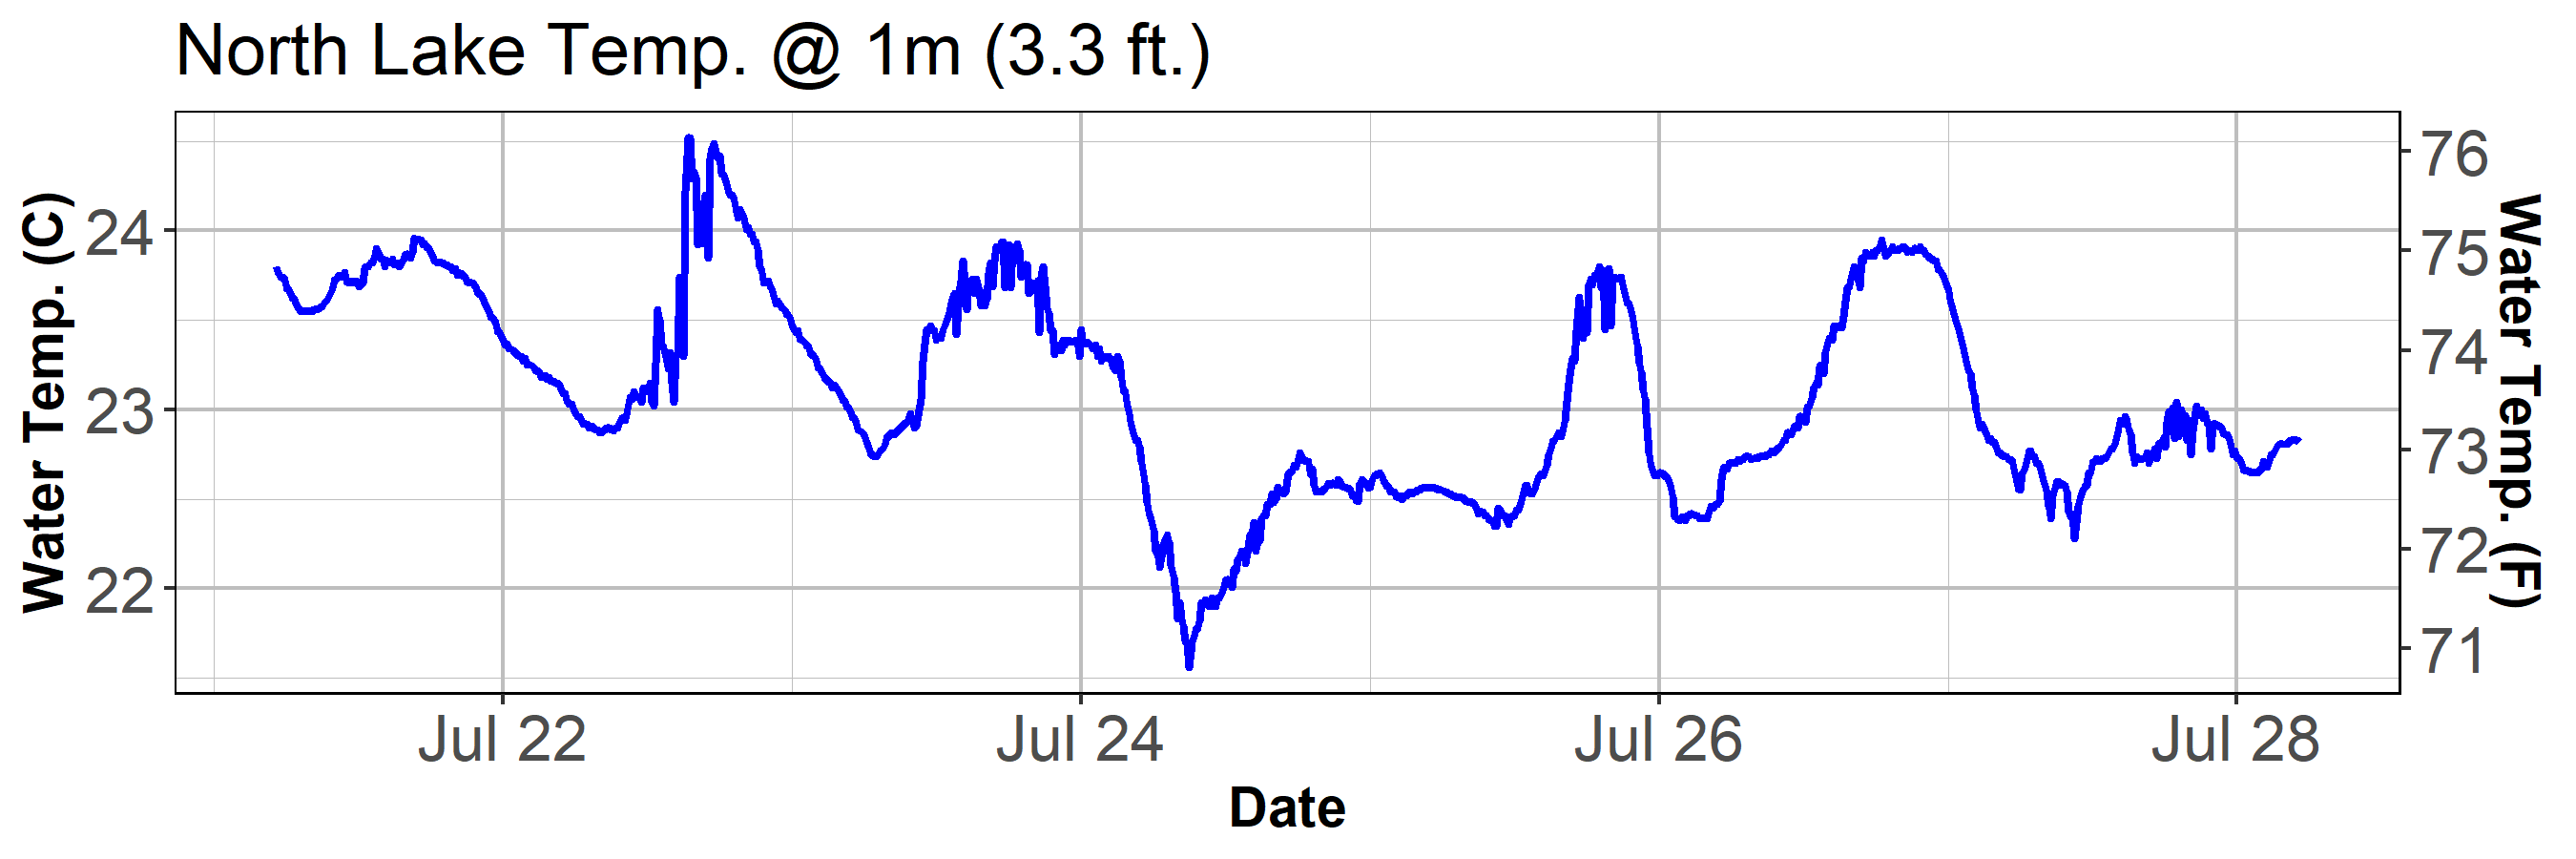 North Lake Temp. @ 1m (3.3 ft.)
Water Temp. (C)
24
23
22
76
75
74
73
72
71
Water Temp. (F)
Jul 22
Jul 24
Jul 26
Jul 28
Date